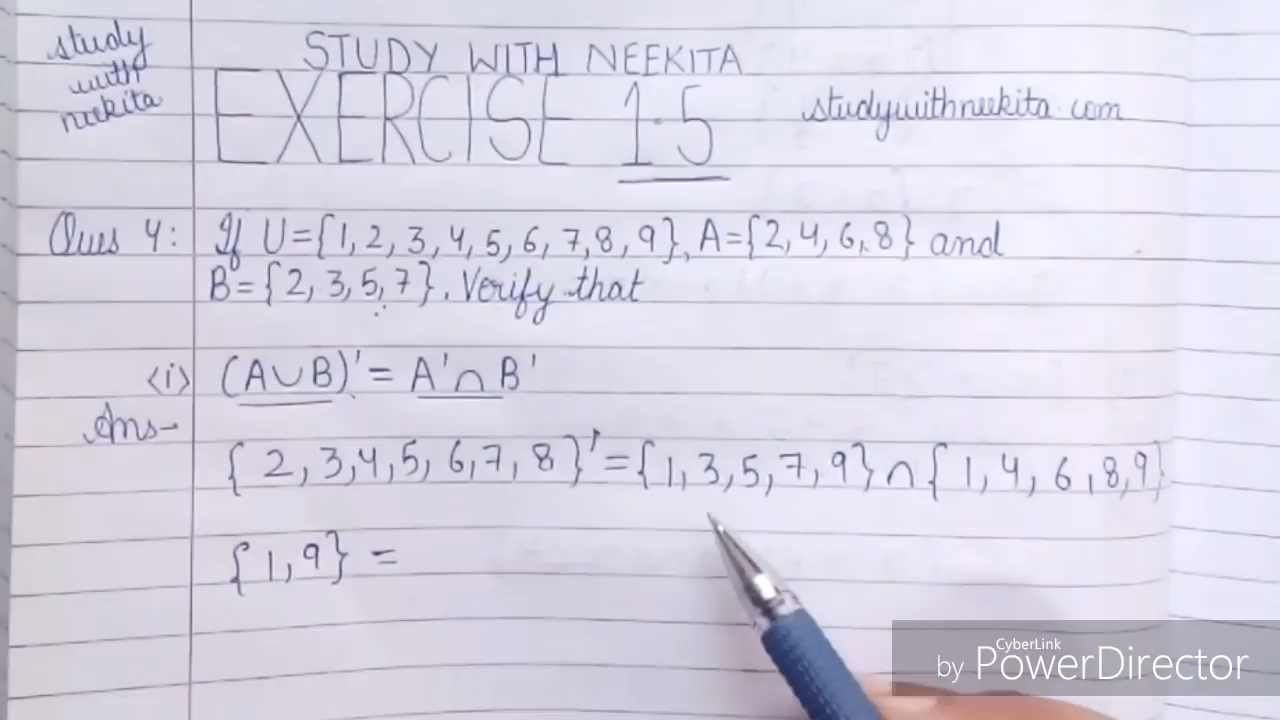 study
with
neekita
STUDY WITH NEEKITA
EXERCISE 1.5
studywithneekita.com
Ques 4: If U={1,2,3,4,5,6,7,8,9}, A={2,4,6,8} and
B={2,3,5,7}. Verify that
<i> (A∪B)'= A'∩B'
Ans-
{2,3,4,5,6,7,8}'={1,3,5,7,9}∩{1,4,6,8,9}
{1,9} =
CyberLink
by PowerDirector